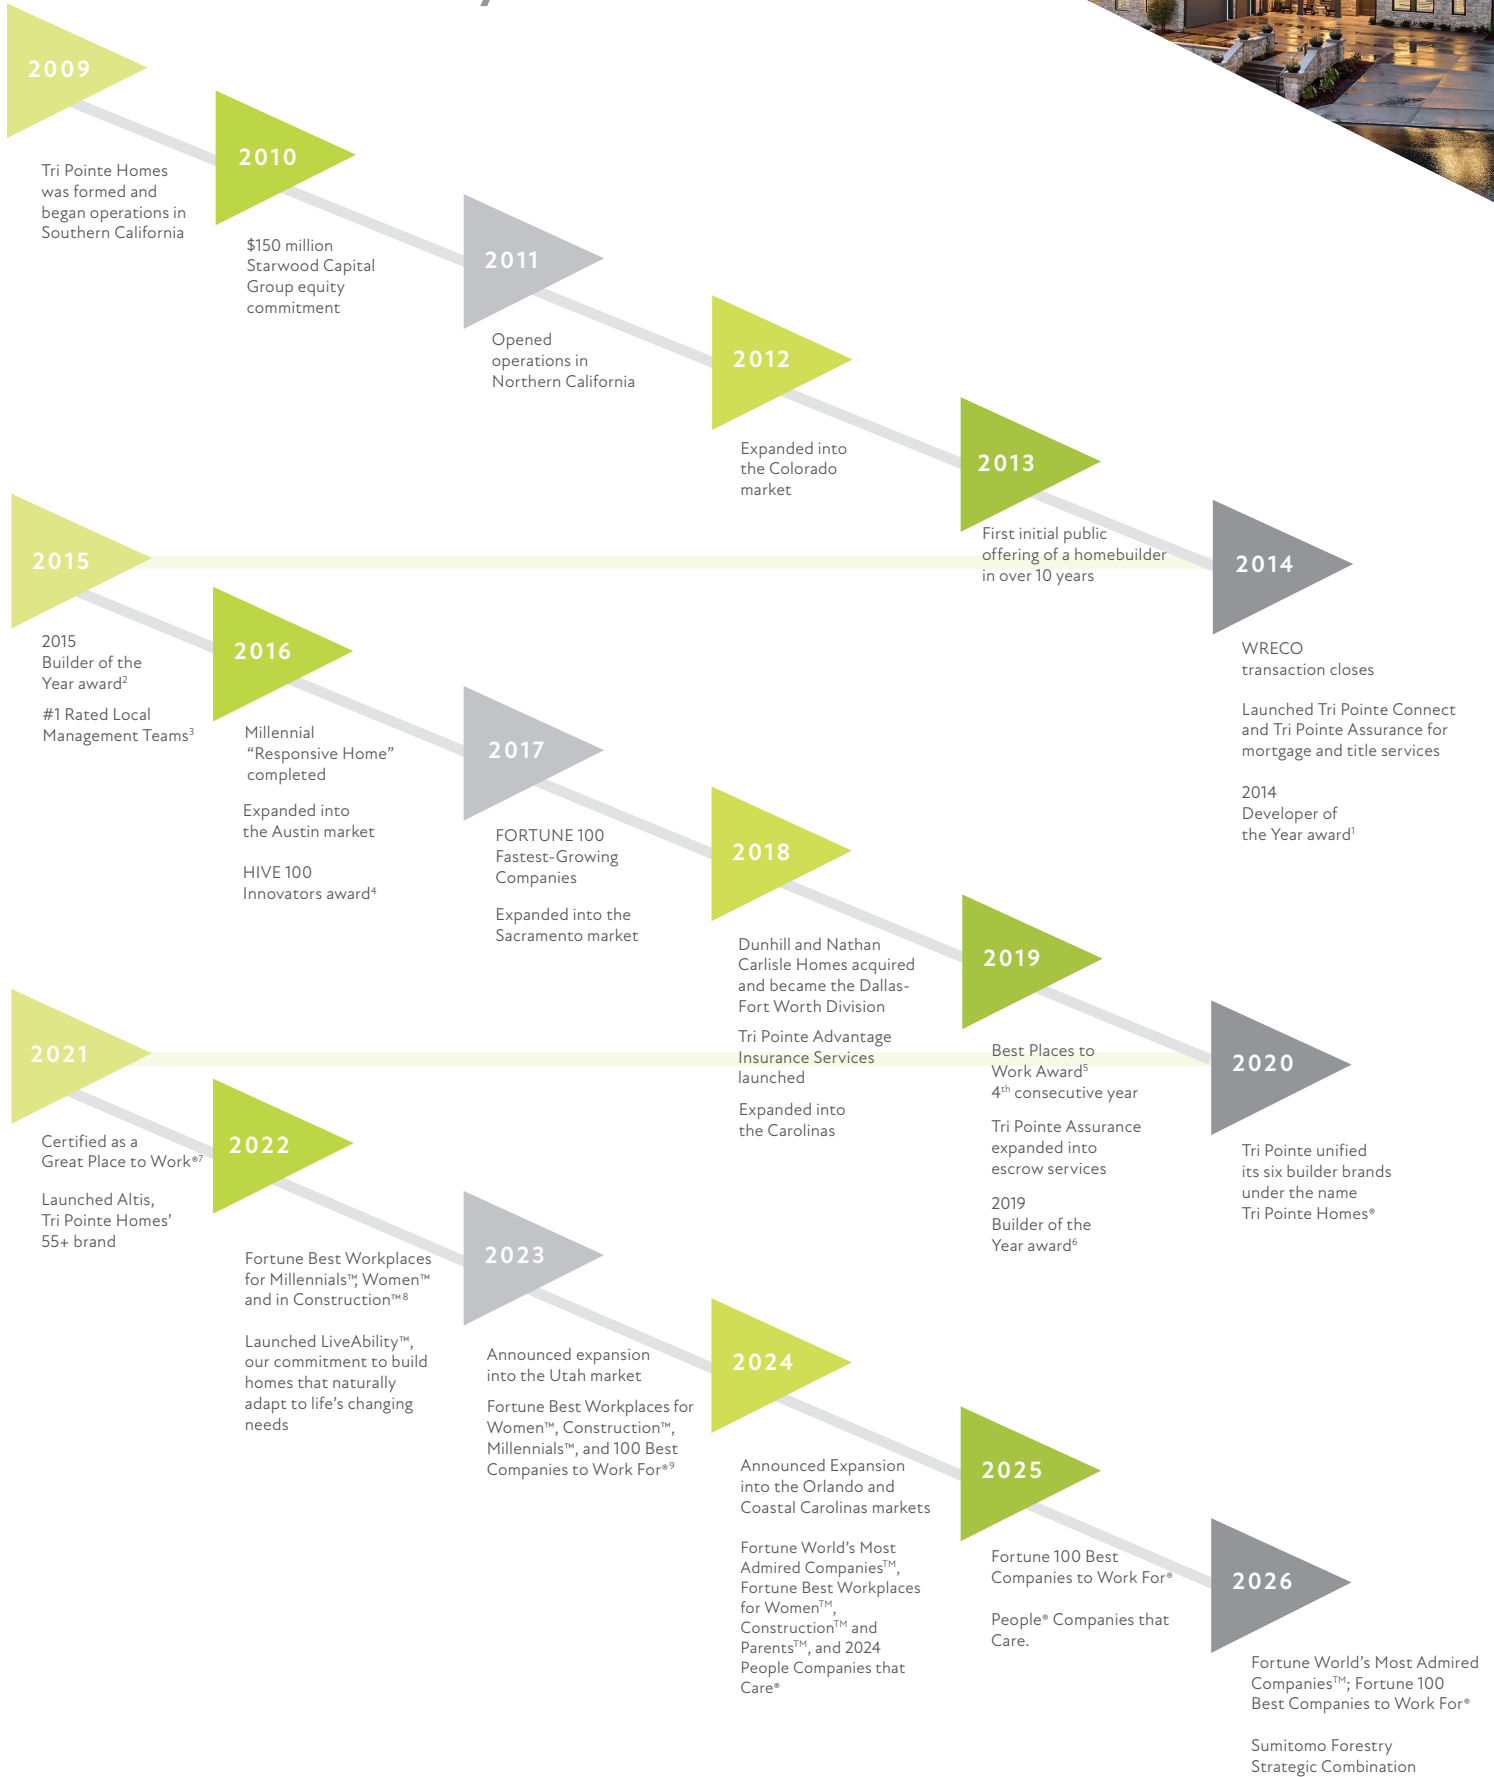 2009
Tri Pointe Homes
was formed and
began operations in
Southern California
2010
$150 million
Starwood Capital
Group equity
commitment
2011
Opened
operations in
Northern California
2012
Expanded into
the Colorado
market
2013
First initial public
offering of a homebuilder
in over 10 years
2014
WRECO
transaction closes
Launched Tri Pointe Connect
and Tri Pointe Assurance for
mortgage and title services
2014
Developer of
the Year award¹
2015
2015
Builder of the
Year award²
#1 Rated Local
Management Teams³
2016
Millennial
“Responsive Home”
completed
Expanded into
the Austin market
HIVE 100
Innovators award⁴
2017
FORTUNE 100
Fastest-Growing
Companies
Expanded into the
Sacramento market
2018
Dunhill and Nathan
Carlisle Homes acquired
and became the Dallas-
Fort Worth Division
Tri Pointe Advantage
Insurance Services
launched
Expanded into
the Carolinas
2019
Best Places to
Work Award⁵
4ᵗʰ consecutive year
Tri Pointe Assurance
expanded into
escrow services
2019
Builder of the
Year award⁶
2020
Tri Pointe unified
its six builder brands
under the name
Tri Pointe Homes®
2021
Certified as a
Great Place to Work®⁷
Launched Altis,
Tri Pointe Homes’
55+ brand
2022
Fortune Best Workplaces
for Millennials™, Women™
and in Construction™⁸
Launched LiveAbility™,
our commitment to build
homes that naturally
adapt to life’s changing
needs
2023
Announced expansion
into the Utah market
Fortune Best Workplaces for
Women™, Construction™,
Millennials™, and 100 Best
Companies to Work For®⁹
2024
Announced Expansion
into the Orlando and
Coastal Carolinas markets
Fortune World’s Most
Admired Companies™,
Fortune Best Workplaces
for Women™,
Construction™ and
Parents™, and 2024
People Companies that
Care®
2025
Fortune 100 Best
Companies to Work For®
People® Companies that
Care.
2026
Fortune World’s Most Admired
Companies™; Fortune 100
Best Companies to Work For®
Sumitomo Forestry
Strategic Combination